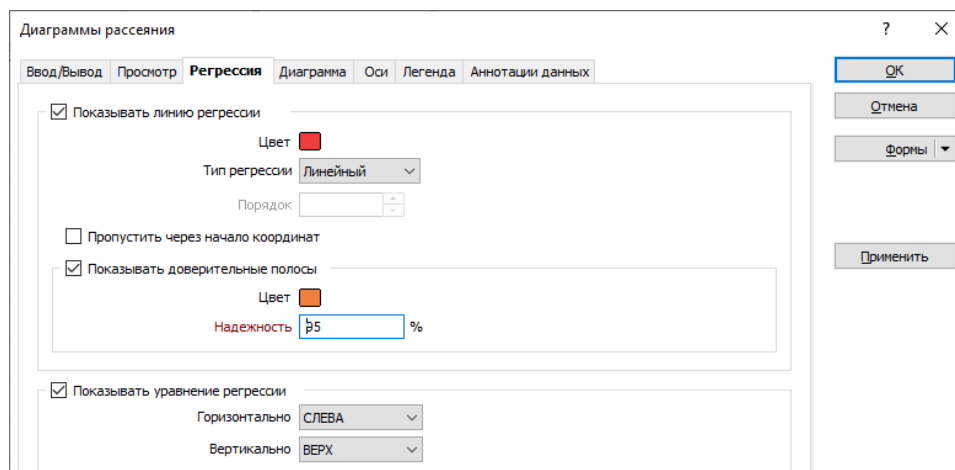 Диаграммы рассеяния ?
Ввод/Вывод Просмотр Регрессия Диаграмма Оси Легенда Аннотации данных
OK
Показывать линию регрессии
Отмена
Цвет
Формы
Тип регрессии Линейный
Порядок
Пропустить через начало координат
Применить
Показывать доверительные полосы
Цвет
Надежность 95 %
Показывать уравнение регрессии
Горизонтально СЛЕВА
Вертикально ВЕРХ